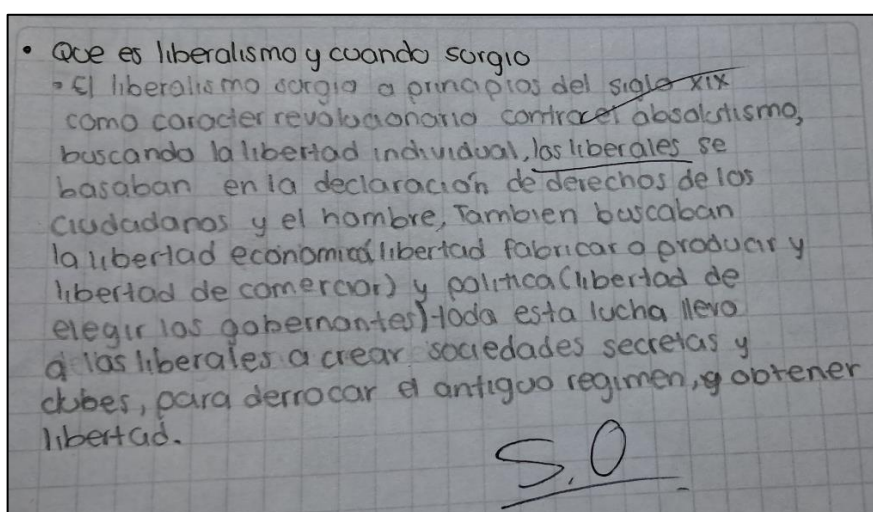 • Que es liberalismo y cuando surgio
- El liberalismo surgio a principios del siglo XIX
como caracter revolucionario contra el absolutismo,
buscando la libertad individual, los liberales se
basaban en la declaración de derechos de los
ciudadanos y el hombre, Tambien buscaban
la libertad economica(libertad fabricar o producir y
libertad de comerciar) y politica (libertad de
elegir los gobernantes) toda esta lucha llevo
a los liberales a crear sociedades secretas y
clubes, para derrocar el antiguo regimen, y obtener
libertad.
5.0